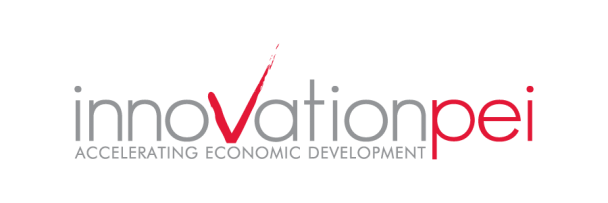 innovationpei
ACCELERATING ECONOMIC DEVELOPMENT